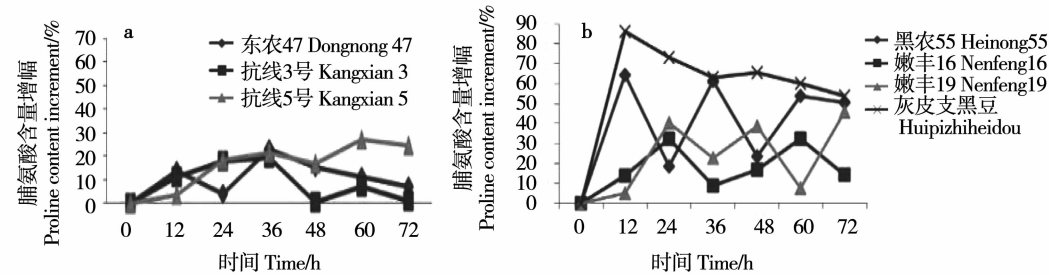 脯氨酸含量增幅
Proline content increment/%
70
60
50
40
30
20
10
0
a
东农47 Dongnong 47
抗线3号 Kangxian 3
抗线5号 Kangxian 5
0 12 24 36 48 60 72
时间 Time/h
脯氨酸含量增幅
Proline content increment/%
90
80
70
60
50
40
30
20
10
0
b
黑农55 Heinong55
嫩丰16 Nenfeng16
嫩丰19 Nenfeng19
灰皮支黑豆
Huipizhiheidou
0 12 24 36 48 60 72
时间 Time/h